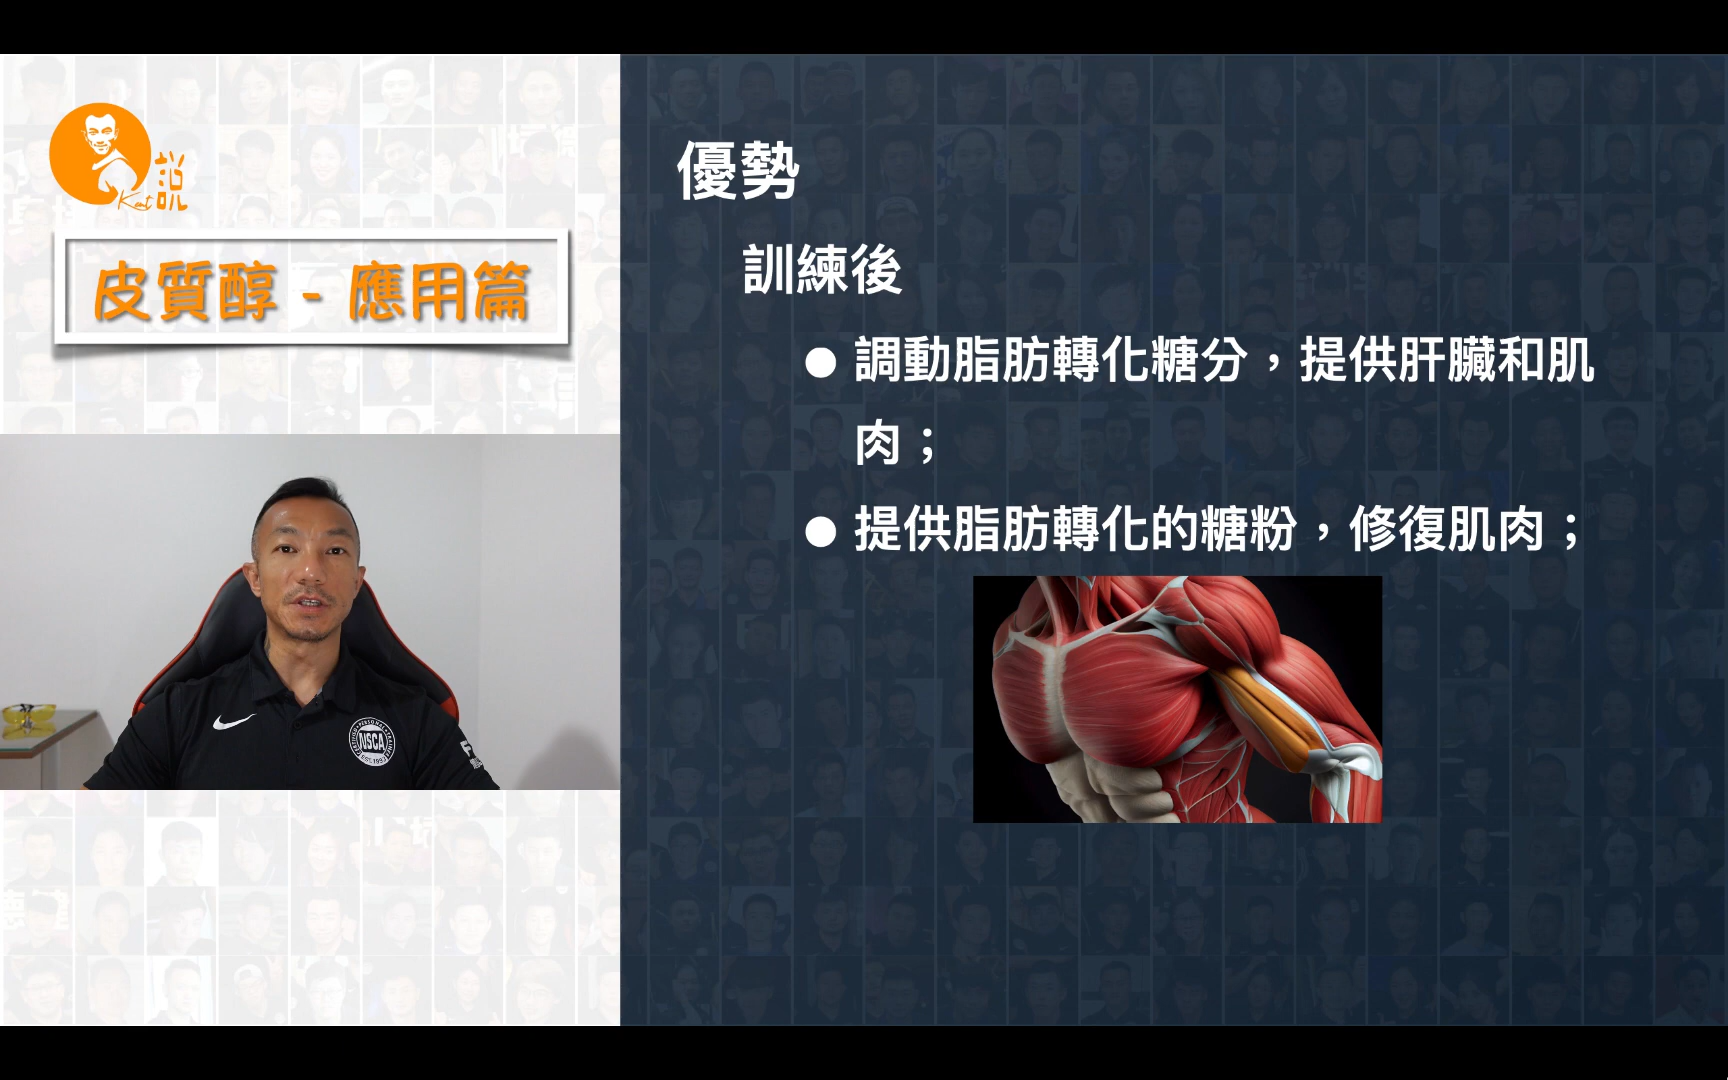 Kent
説
皮質醇 - 應用篇
NSCA
優勢
訓練後
● 調動脂肪轉化糖分，提供肝臟和肌
肉；
● 提供脂肪轉化的糖粉，修復肌肉；